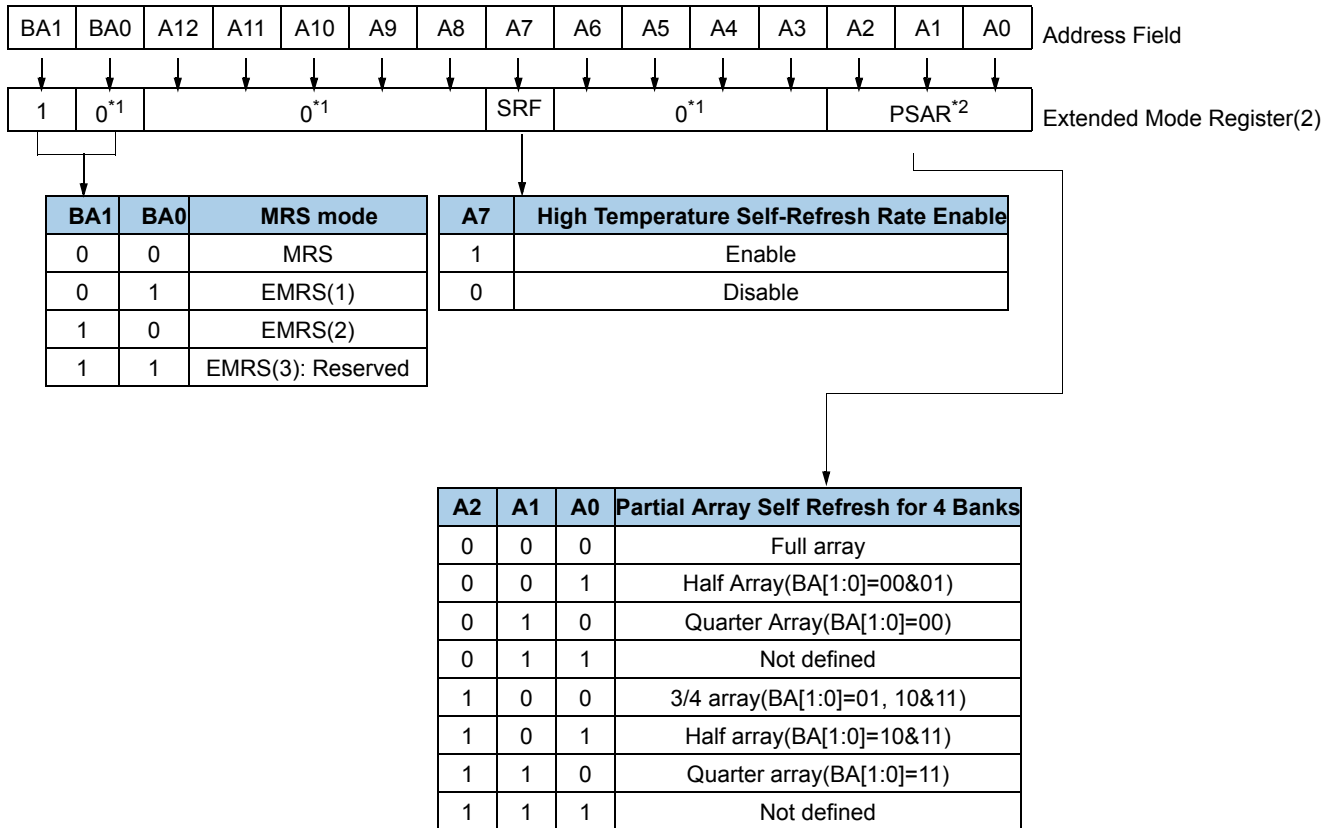 BA1 BA0 A12 A11 A10 A9 A8 A7 A6 A5 A4 A3 A2 A1 A0 Address Field
1 0*1 0*1 SRF 0*1 PSAR*2 Extended Mode Register(2)
BA1 BA0 MRS mode
0 0 MRS
0 1 EMRS(1)
1 0 EMRS(2)
1 1 EMRS(3): Reserved
A7 High Temperature Self-Refresh Rate Enable
1 Enable
0 Disable
A2 A1 A0 Partial Array Self Refresh for 4 Banks
0 0 0 Full array
0 0 1 Half Array(BA[1:0]=00&01)
0 1 0 Quarter Array(BA[1:0]=00)
0 1 1 Not defined
1 0 0 3/4 array(BA[1:0]=01, 10&11)
1 0 1 Half array(BA[1:0]=10&11)
1 1 0 Quarter array(BA[1:0]=11)
1 1 1 Not defined